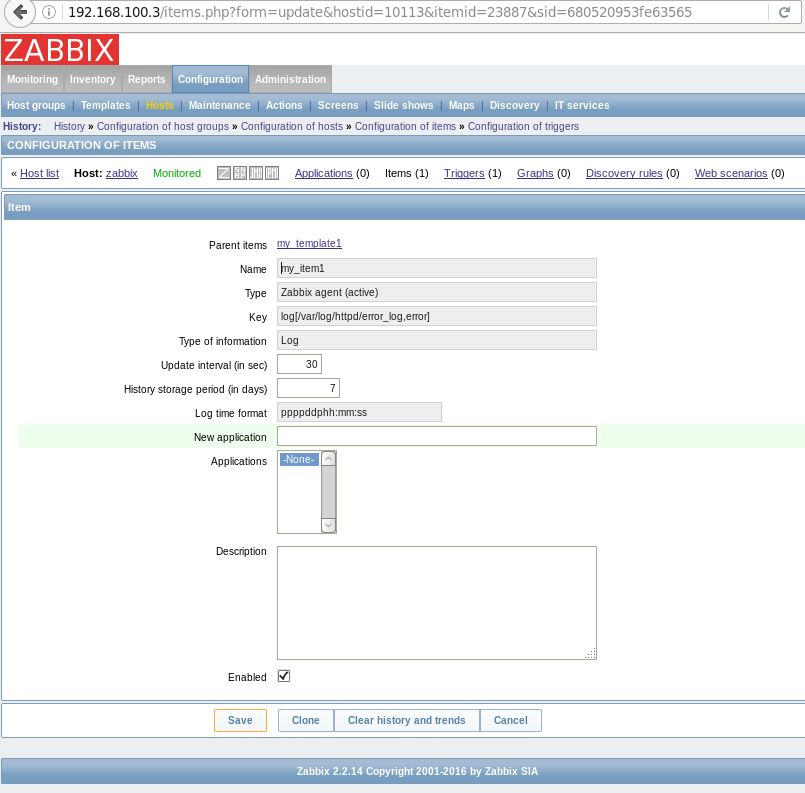 192.168.100.3/items.php?form=update&hostid=10113&itemid=23887&sid=680520953fe63565
ZABBIX
Monitoring Inventory Reports Configuration Administration
Host groups | Templates | Hosts | Maintenance | Actions | Screens | Slide shows | Maps | Discovery | IT services
History: History » Configuration of host groups » Configuration of hosts » Configuration of items » Configuration of triggers
CONFIGURATION OF ITEMS
« Host list Host: zabbix Monitored Applications (0) Items (1) Triggers (1) Graphs (0) Discovery rules (0) Web scenarios (0)
Item
Parent items my_template1
Name my_item1
Type Zabbix agent (active)
Key log[/var/log/httpd/error_log,error]
Type of information Log
Update interval (in sec) 30
History storage period (in days) 7
Log time format ppppddphh:mm:ss
New application
Applications -None-
Description
Enabled
Save Clone Clear history and trends Cancel
Zabbix 2.2.14 Copyright 2001-2016 by Zabbix SIA